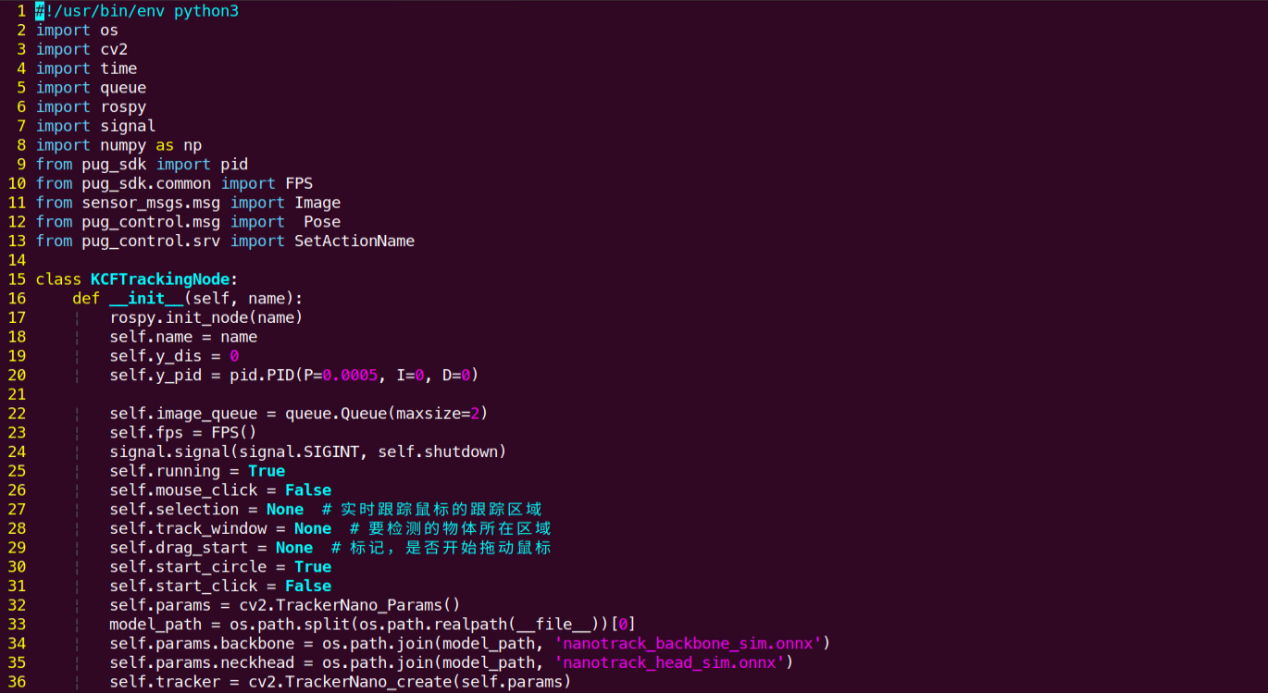 1 #!/usr/bin/env python3
2 import os
3 import cv2
4 import time
5 import queue
6 import rospy
7 import signal
8 import numpy as np
9 from pug_sdk import pid
10 from pug_sdk.common import FPS
11 from sensor_msgs.msg import Image
12 from pug_control.msg import  Pose
13 from pug_control.srv import SetActionName
14
15 class KCFTrackingNode:
16     def __init__(self, name):
17         rospy.init_node(name)
18         self.name = name
19         self.y_dis = 0
20         self.y_pid = pid.PID(P=0.0005, I=0, D=0)
21
22         self.image_queue = queue.Queue(maxsize=2)
23         self.fps = FPS()
24         signal.signal(signal.SIGINT, self.shutdown)
25         self.running = True
26         self.mouse_click = False
27         self.selection = None  # 实时跟踪鼠标的跟踪区域
28         self.track_window = None  # 要检测的物体所在区域
29         self.drag_start = None  # 标记，是否开始拖动鼠标
30         self.start_circle = True
31         self.start_click = False
32         self.params = cv2.TrackerNano_Params()
33         model_path = os.path.split(os.path.realpath(__file__))[0]
34         self.params.backbone = os.path.join(model_path, 'nanotrack_backbone_sim.onnx')
35         self.params.neckhead = os.path.join(model_path, 'nanotrack_head_sim.onnx')
36         self.tracker = cv2.TrackerNano_create(self.params)